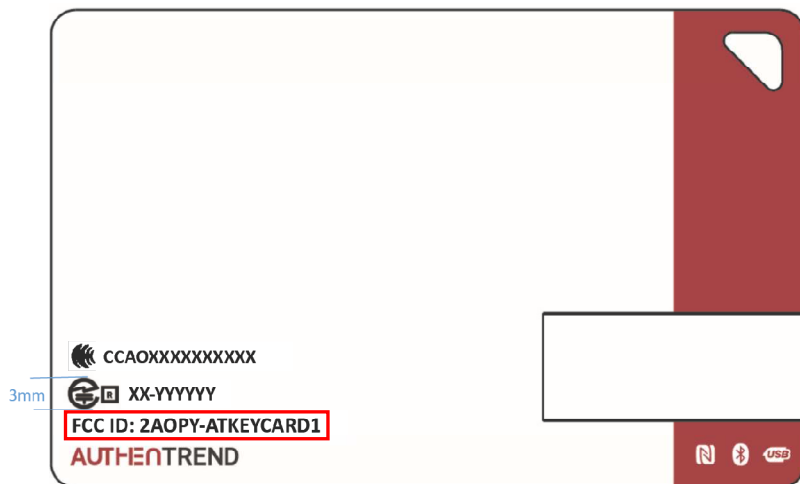 CCAOXXXXXXXXXX
3mm
R XX-YYYYYY
FCC ID: 2AOPY-ATKEYCARD1
AUTHENTREND
USB